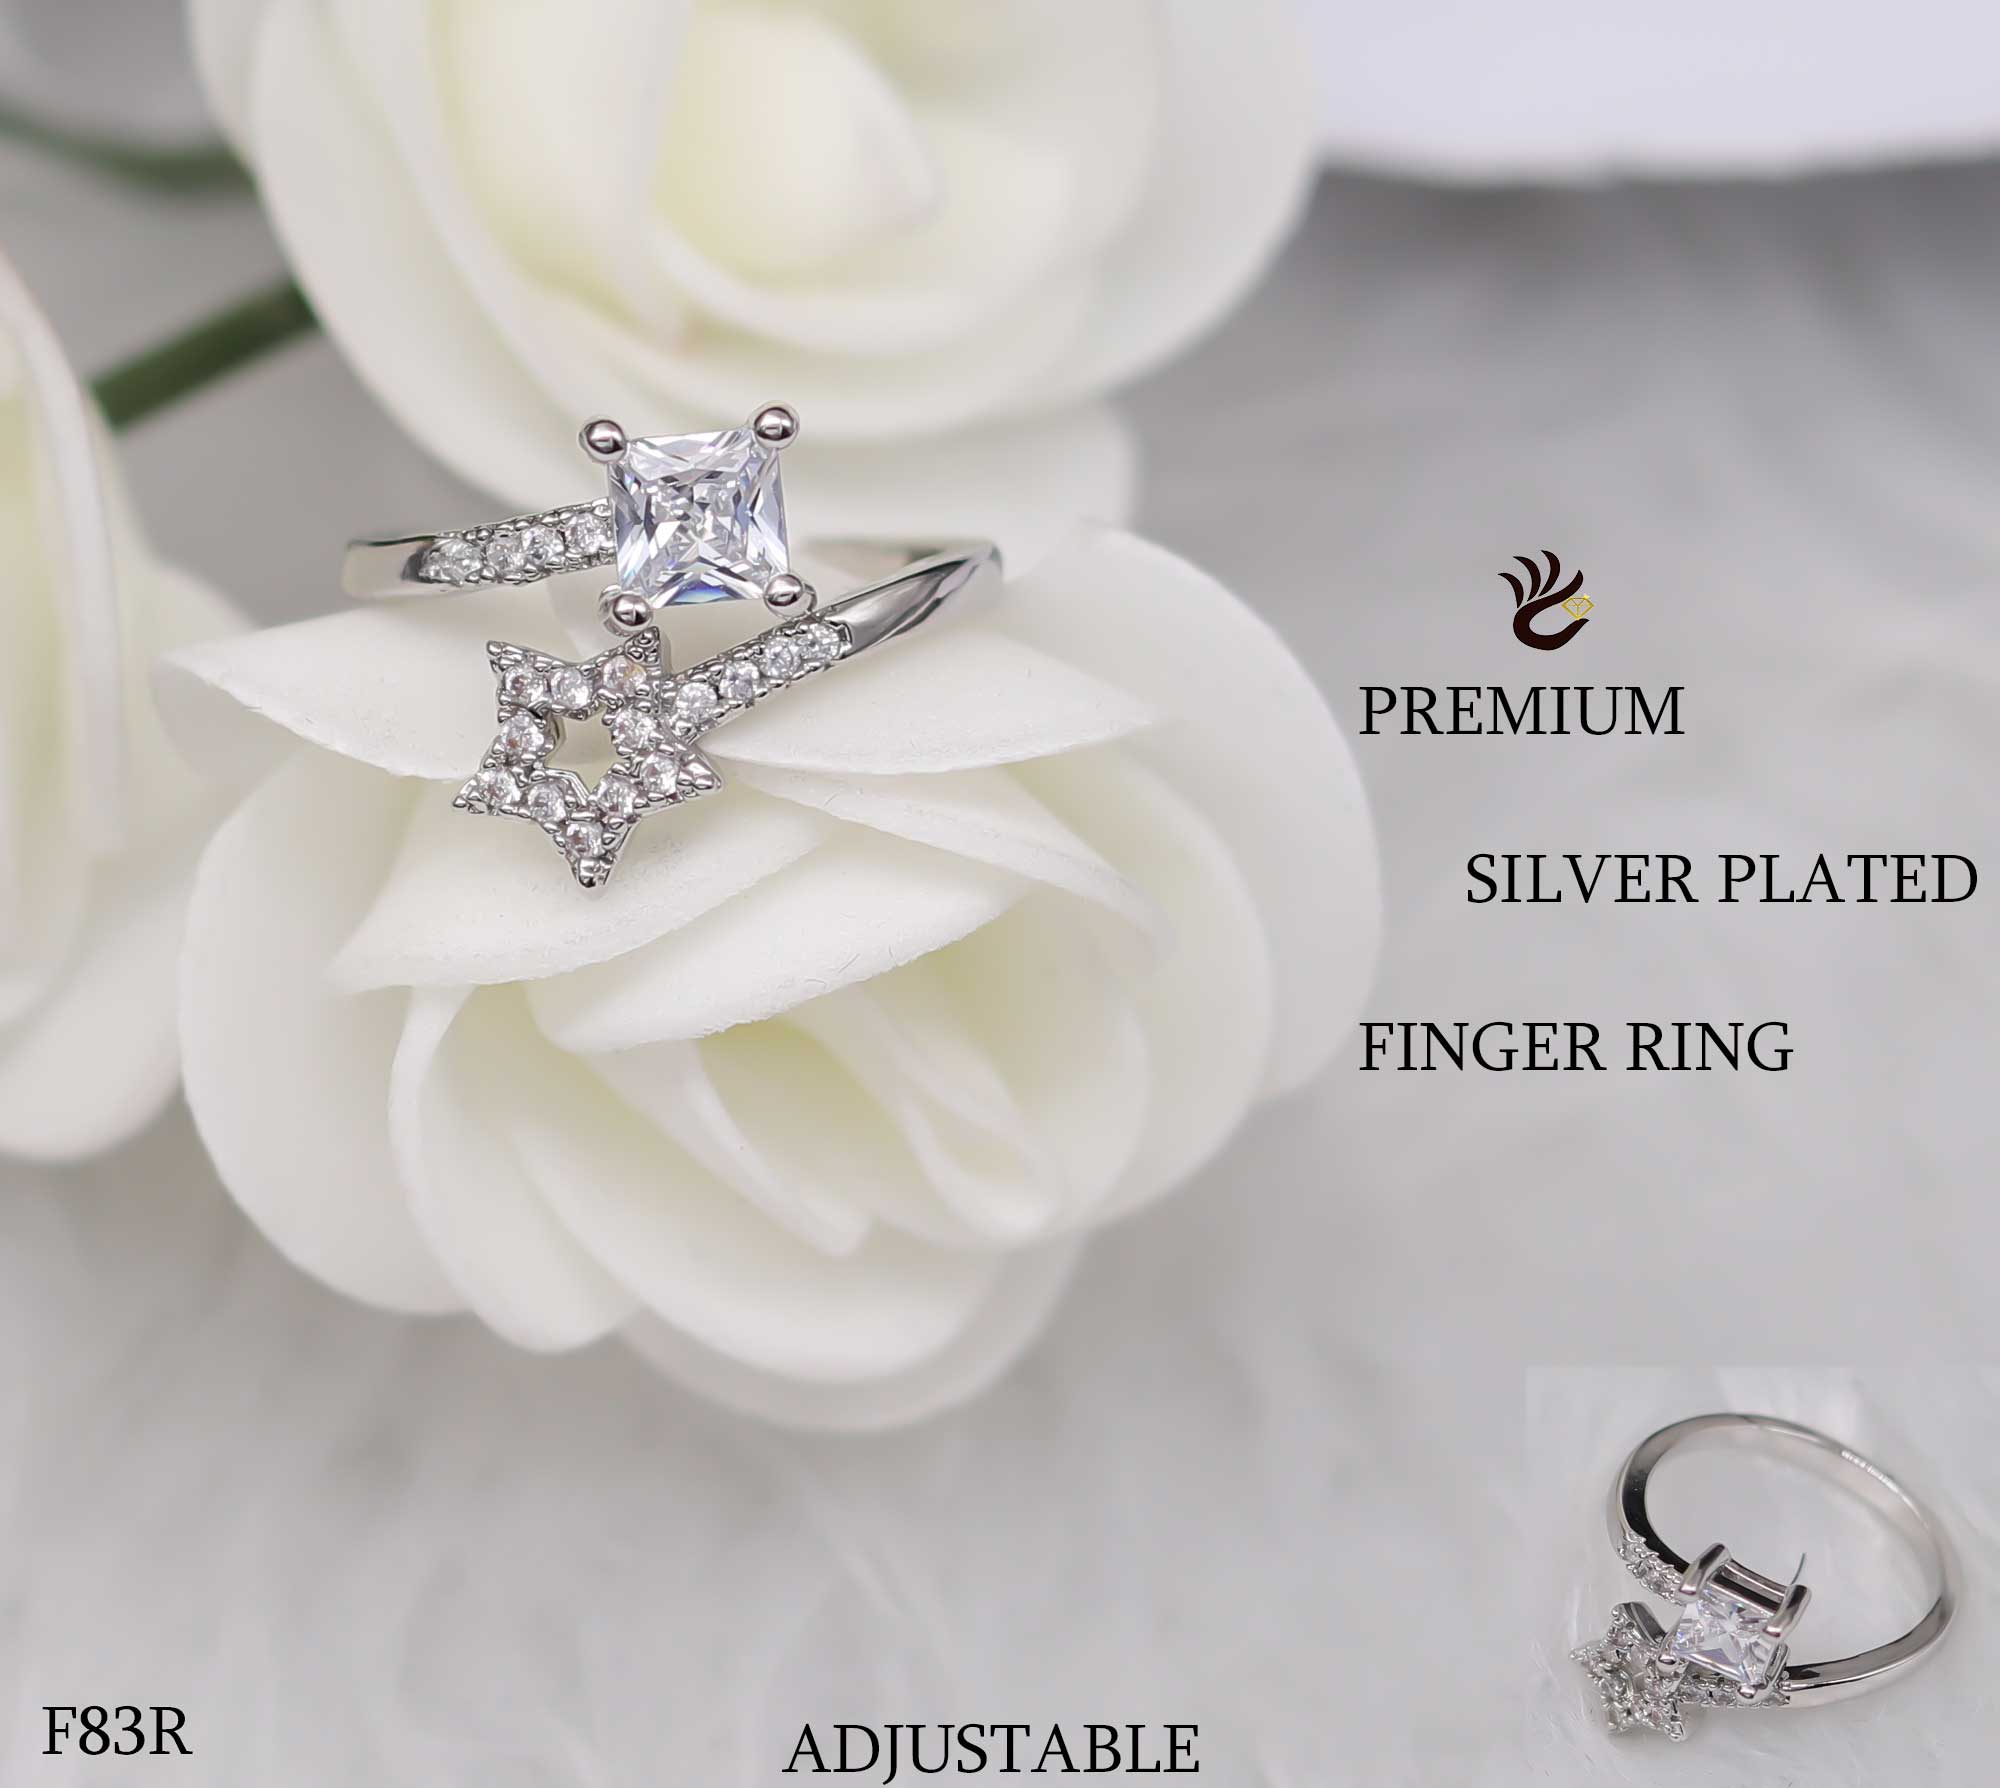 PREMIUM
SILVER PLATED
FINGER RING
F83R
ADJUSTABLE